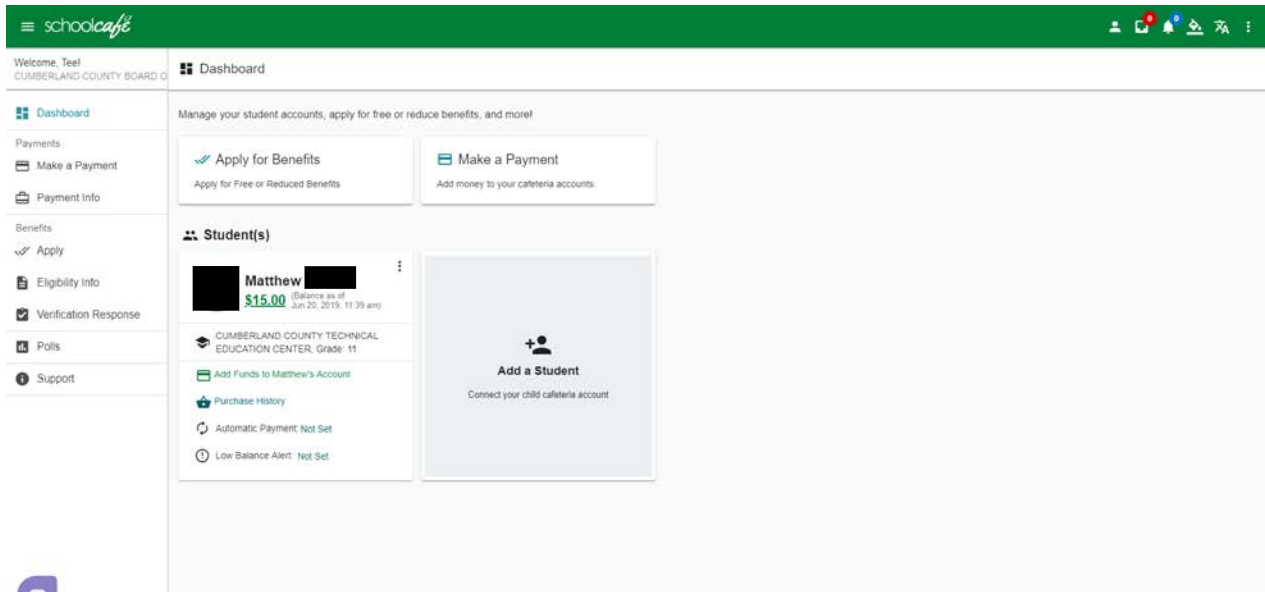 schoolcafé
0
0
Welcome, Tee!
CUMBERLAND COUNTY BOARD O
Dashboard
Dashboard
Manage your student accounts, apply for free or reduce benefits, and more!
Payments
Make a Payment
Payment Info
Benefits
Apply
Eligibility Info
Verification Response
Polls
Support
Apply for Benefits
Apply for Free or Reduced Benefits
Make a Payment
Add money to your cafeteria accounts.
Student(s)
Matthew
$15.00 (Balance as of
Jun 20, 2019, 11:39 am)
CUMBERLAND COUNTY TECHNICAL
EDUCATION CENTER, Grade: 11
Add Funds to Matthew's Account
Purchase History
Automatic Payment: Not Set
Low Balance Alert: Not Set
Add a Student
Connect your child cafeteria account